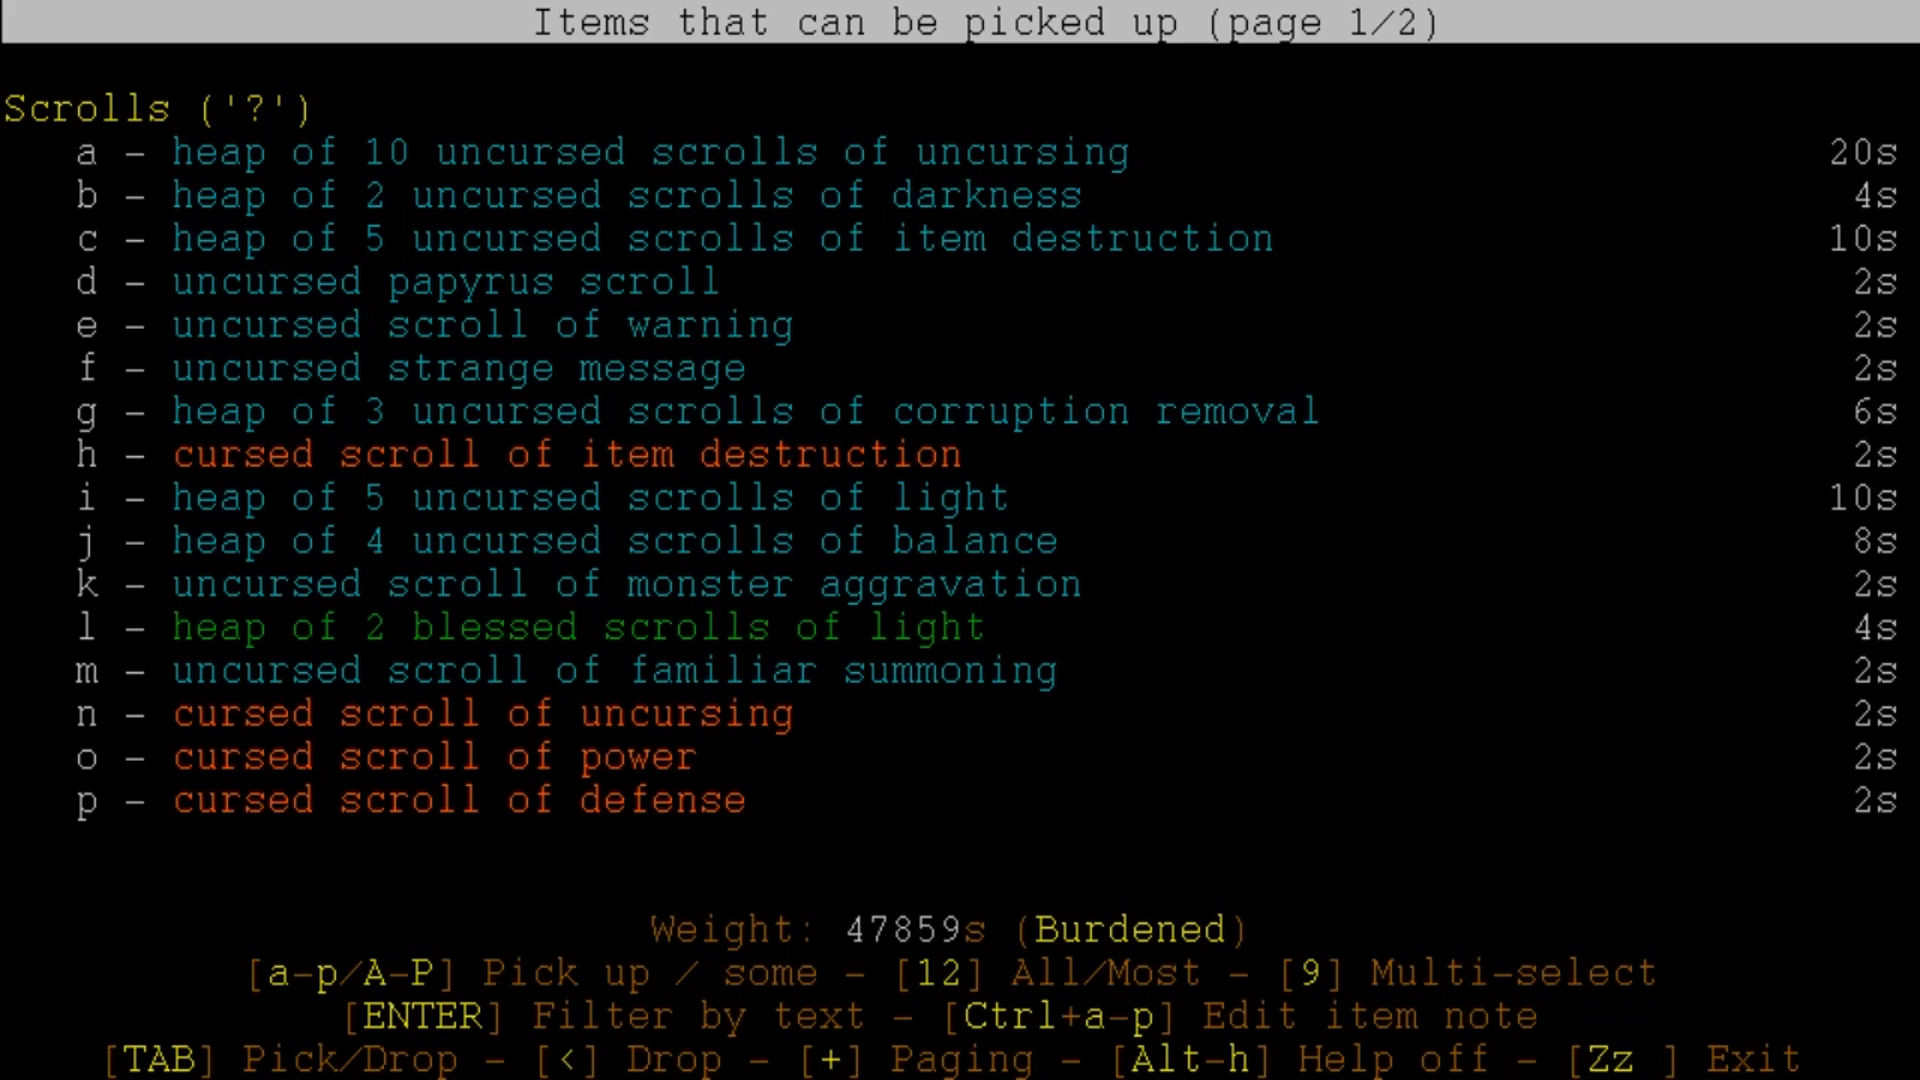 Items that can be picked up (page 1/2)
Scrolls ('?')
a - heap of 10 uncursed scrolls of uncursing 20s
b - heap of 2 uncursed scrolls of darkness 4s
c - heap of 5 uncursed scrolls of item destruction 10s
d - uncursed papyrus scroll 2s
e - uncursed scroll of warning 2s
f - uncursed strange message 2s
g - heap of 3 uncursed scrolls of corruption removal 6s
h - cursed scroll of item destruction 2s
i - heap of 5 uncursed scrolls of light 10s
j - heap of 4 uncursed scrolls of balance 8s
k - uncursed scroll of monster aggravation 2s
l - heap of 2 blessed scrolls of light 4s
m - uncursed scroll of familiar summoning 2s
n - cursed scroll of uncursing 2s
o - cursed scroll of power 2s
p - cursed scroll of defense 2s
Weight: 47859s (Burdened)
[a-p/A-P] Pick up / some - [12] All/Most - [9] Multi-select
[ENTER] Filter by text - [Ctrl+a-p] Edit item note
[TAB] Pick/Drop - [<] Drop - [+] Paging - [Alt-h] Help off - [Zz ] Exit